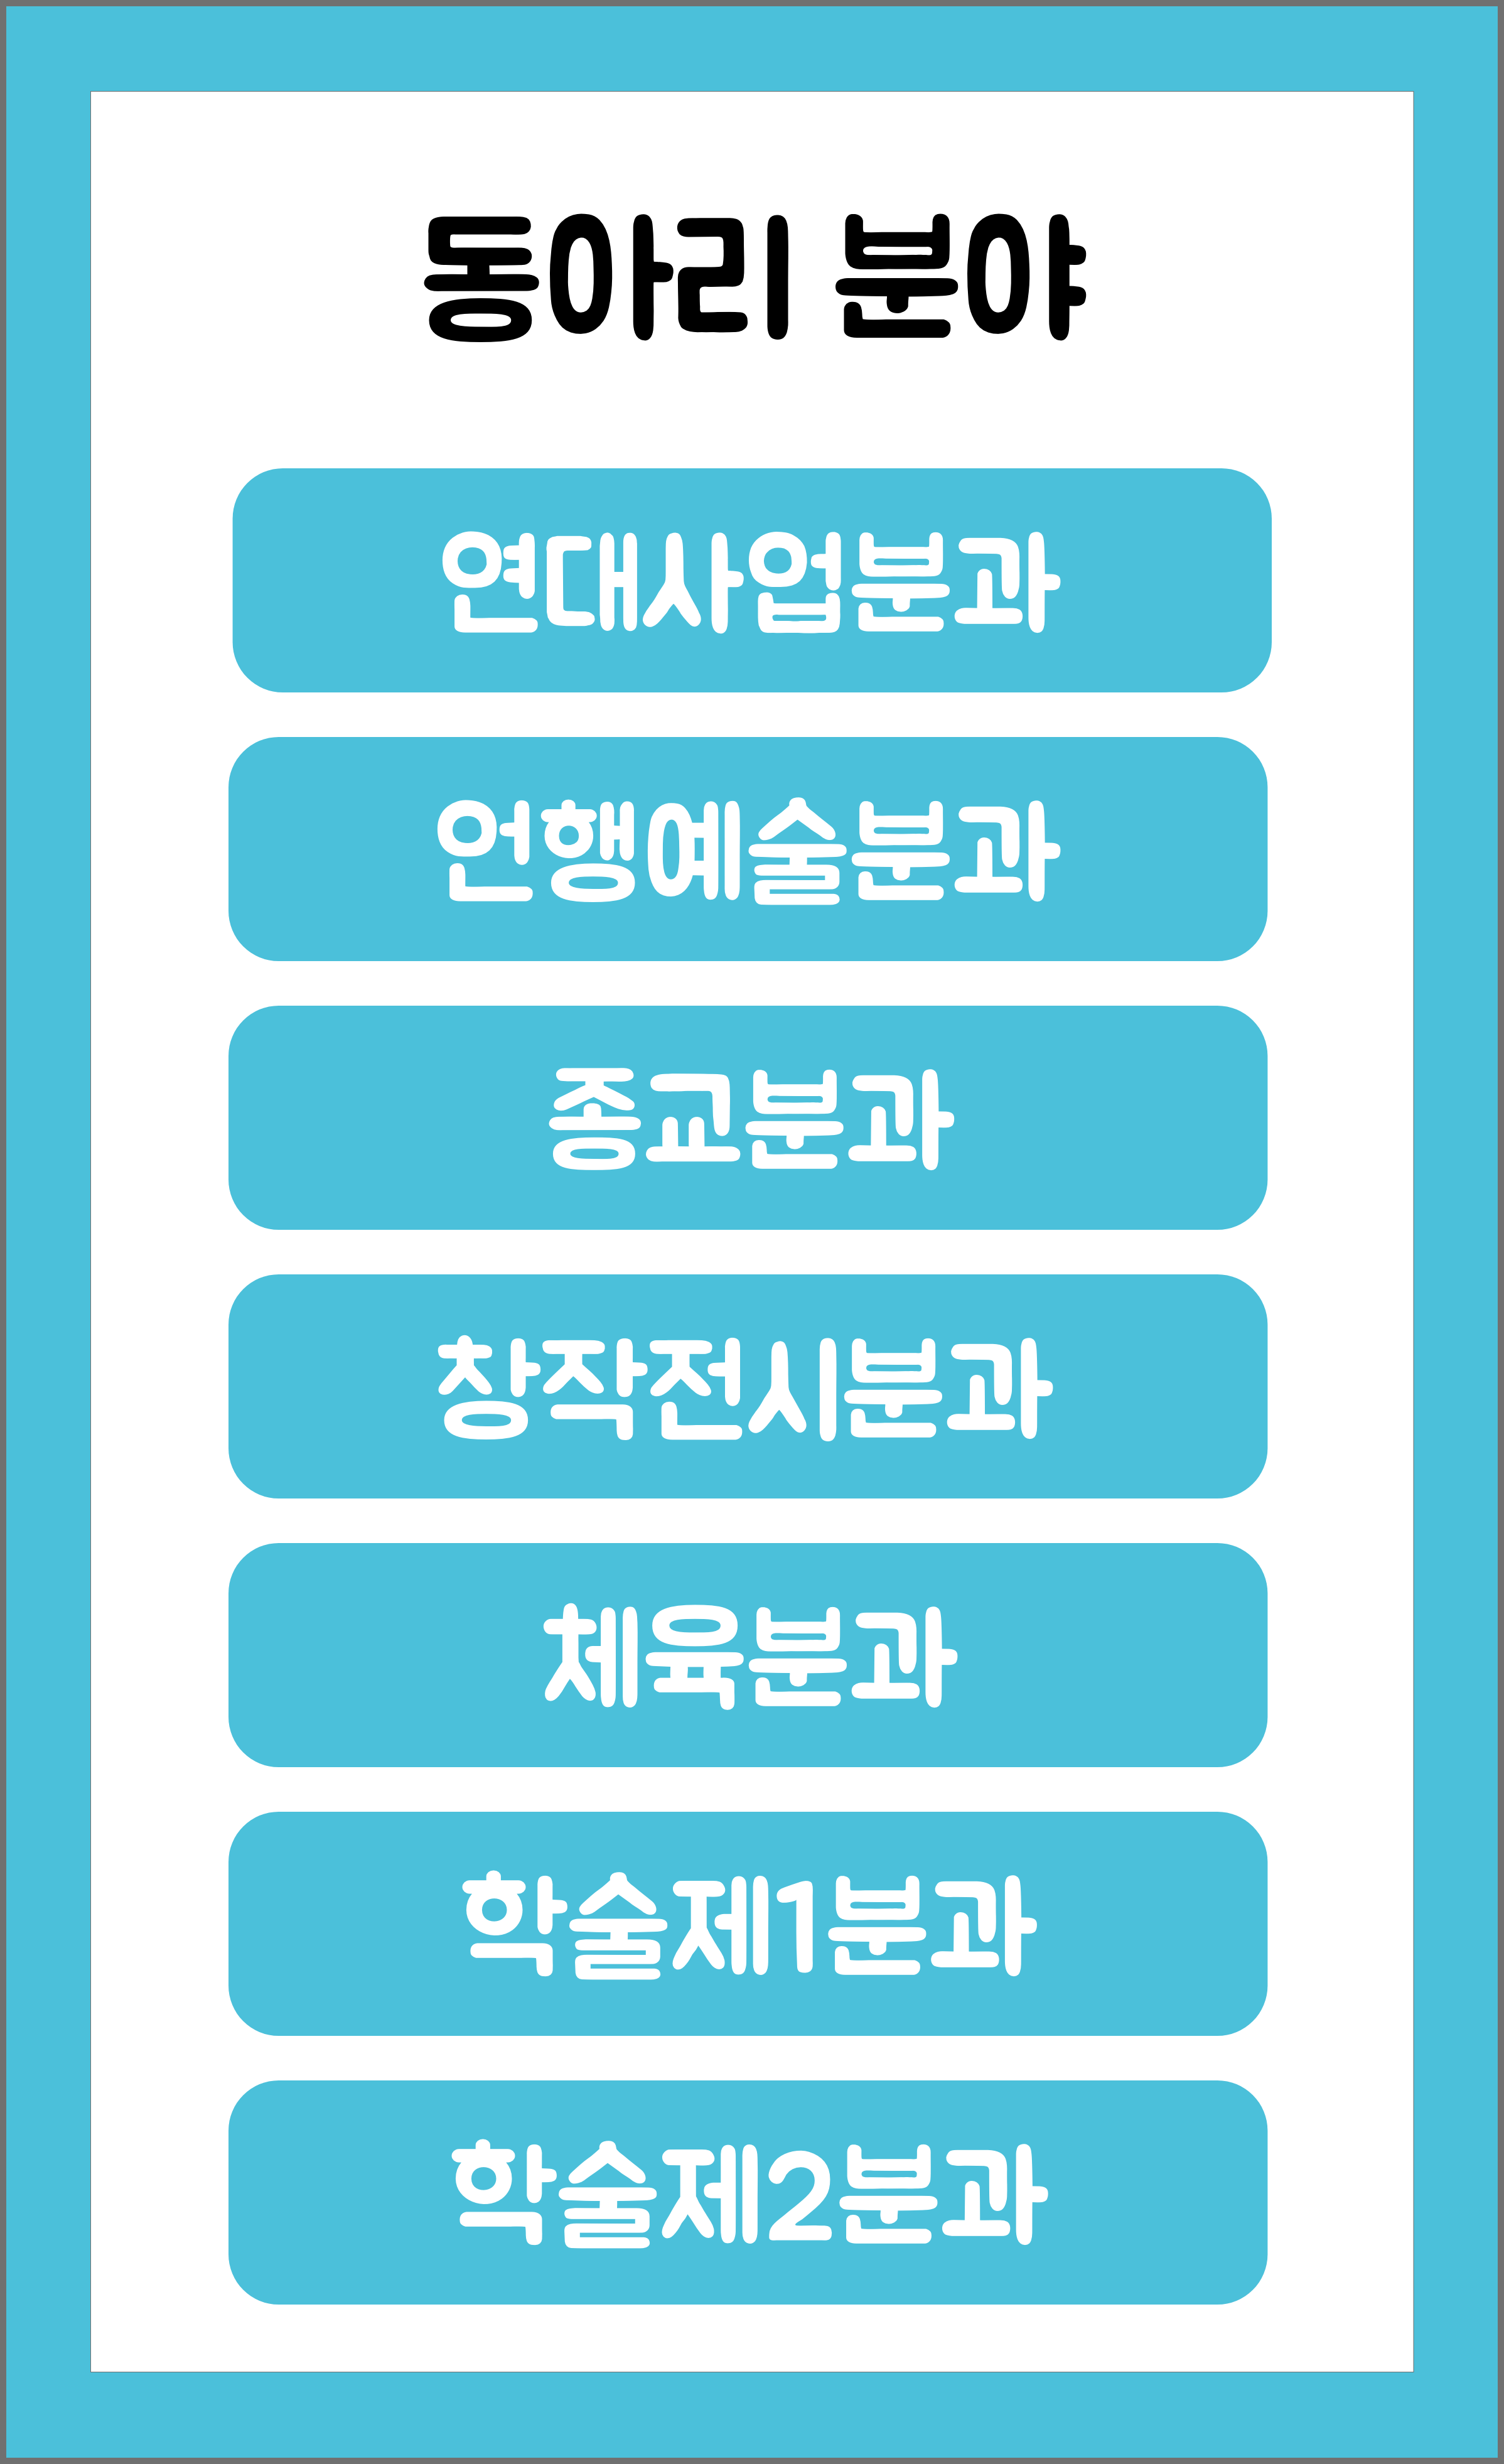 동아리 분야
연대사업분과
인행예술분과
종교분과
창작전시분과
체육분과
학술제1분과
학술제2분과